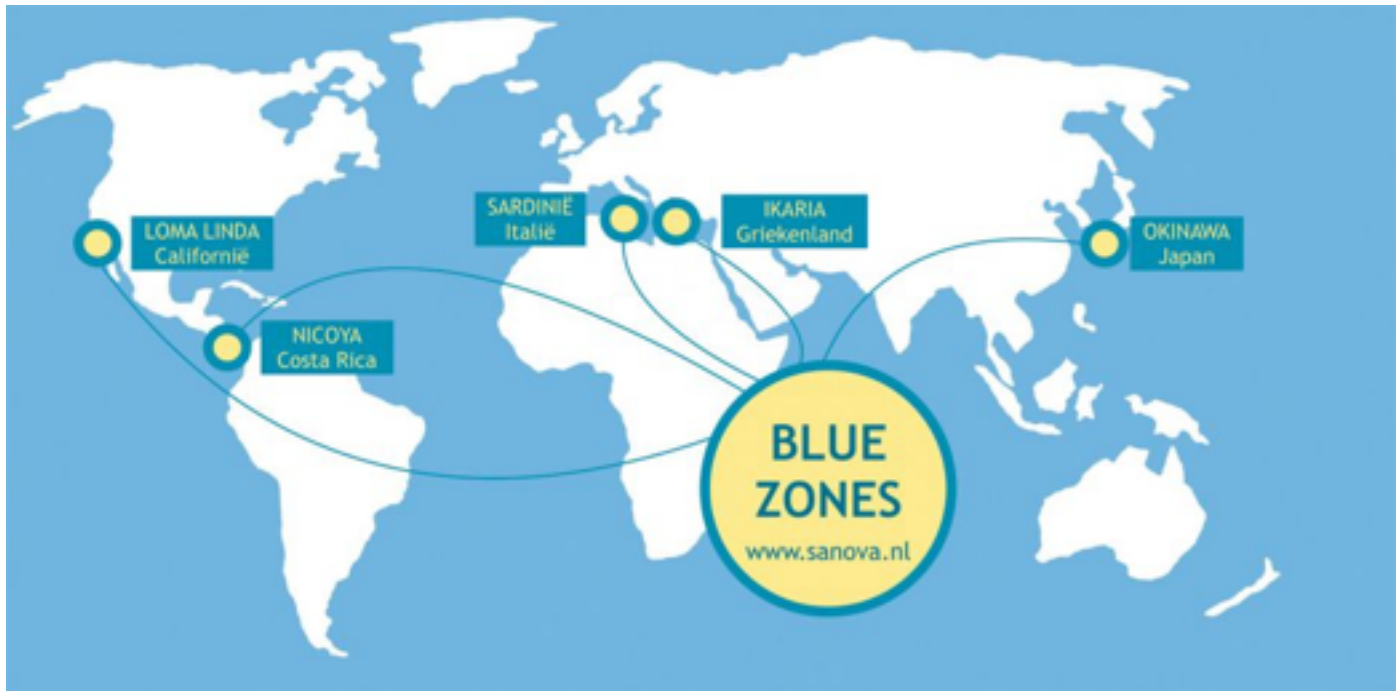 SARDINIË
Italië
IKARIA
Griekenland
LOMA LINDA
Californië
OKINAWA
Japan
NICOYA
Costa Rica
BLUE
ZONES
www.sanova.nl